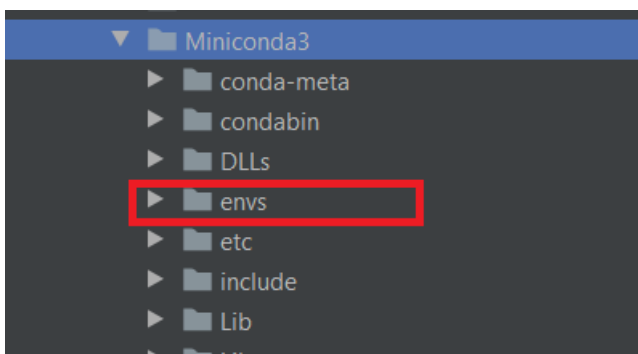 Miniconda3
conda-meta
condabin
DLLs
envs
etc
include
Lib